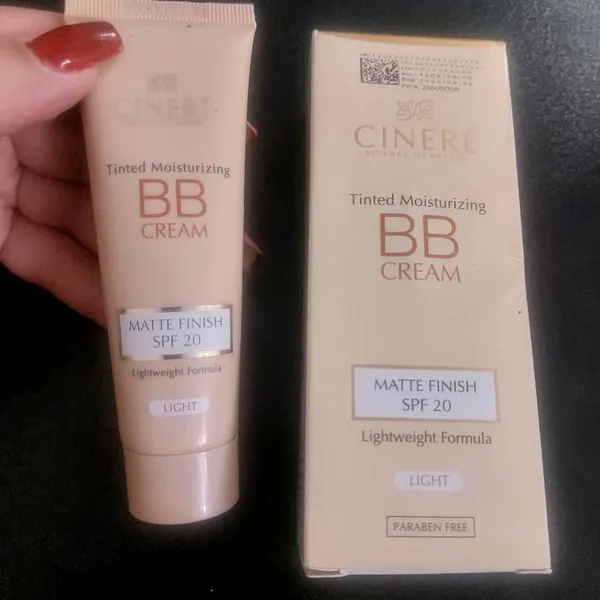 CINERE
Tinted Moisturizing
BB
CREAM
MATTE FINISH
SPF 20
Lightweight Formula
LIGHT
CINERÉ
SCIENCE OF BEAUTY
Tinted Moisturizing
BB
CREAM
MATTE FINISH
SPF 20
Lightweight Formula
LIGHT
PARABEN FREE